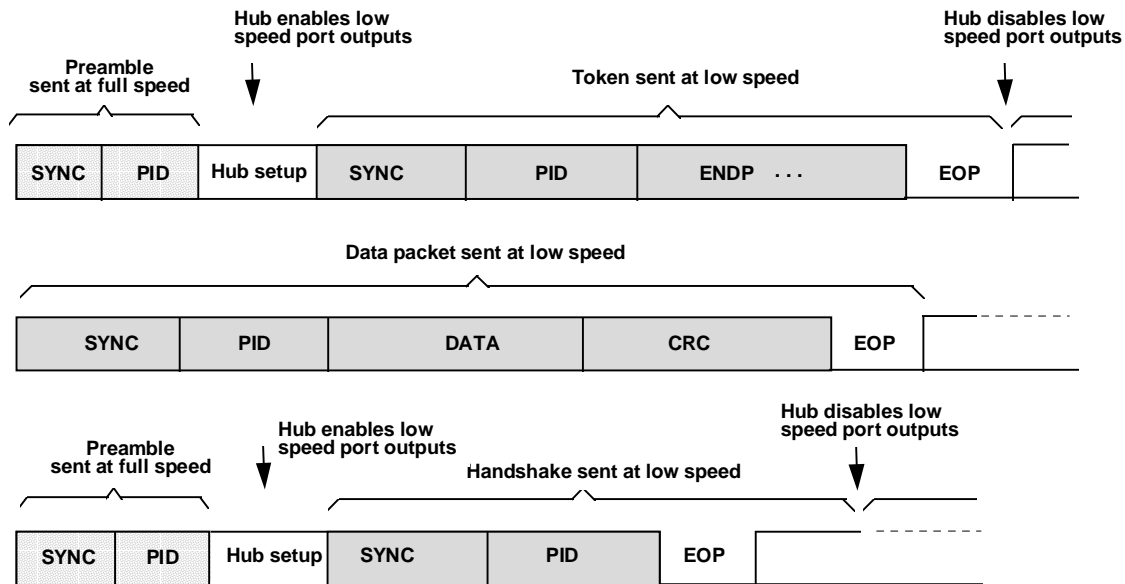 Hub enables low
speed port outputs
Hub disables low
speed port outputs
Preamble
sent at full speed
Token sent at low speed
SYNC PID Hub setup SYNC PID ENDP . . . EOP
Data packet sent at low speed
SYNC PID DATA CRC EOP
Hub enables low
speed port outputs
Hub disables low
speed port outputs
Preamble
sent at full speed
Handshake sent at low speed
SYNC PID Hub setup SYNC PID EOP